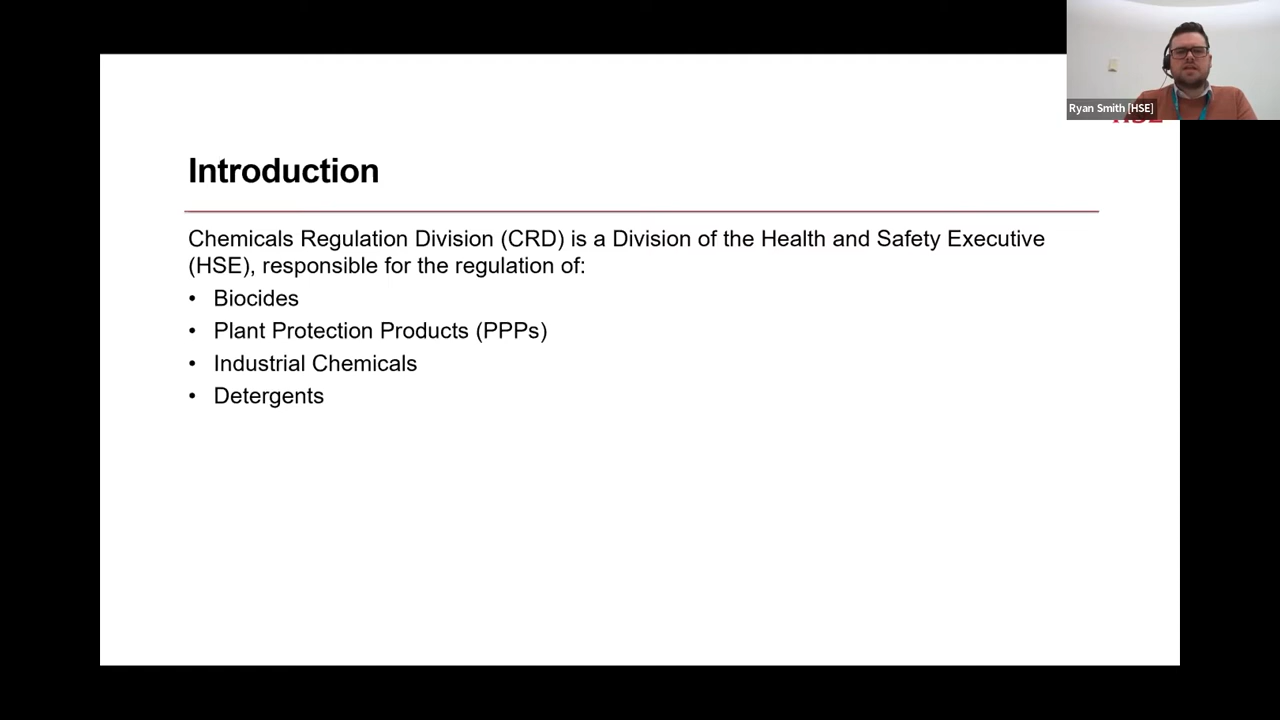 Ryan Smith [HSE]
Introduction
Chemicals Regulation Division (CRD) is a Division of the Health and Safety Executive
(HSE), responsible for the regulation of:
• Biocides
• Plant Protection Products (PPPs)
• Industrial Chemicals
• Detergents